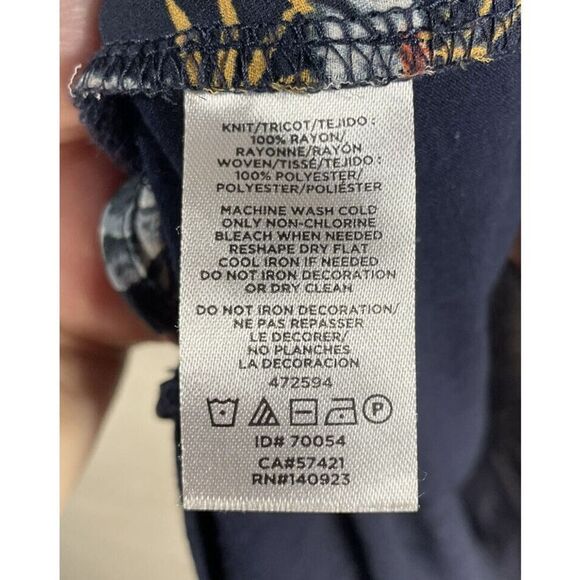 KNIT/TRICOT/TEJIDO :
100% RAYON/
RAYONNE/RAYÓN
WOVEN/TISSÉ/TEJIDO :
100% POLYESTER/
POLYESTER/POLIÉSTER
MACHINE WASH COLD
ONLY NON-CHLORINE
BLEACH WHEN NEEDED
RESHAPE DRY FLAT
COOL IRON IF NEEDED
DO NOT IRON DECORATION
OR DRY CLEAN
DO NOT IRON DECORATION/
NE PAS REPASSER
LE DECORER/
NO PLANCHES
LA DECORACION
472594
P
ID# 70054
CA#57421
RN#140923